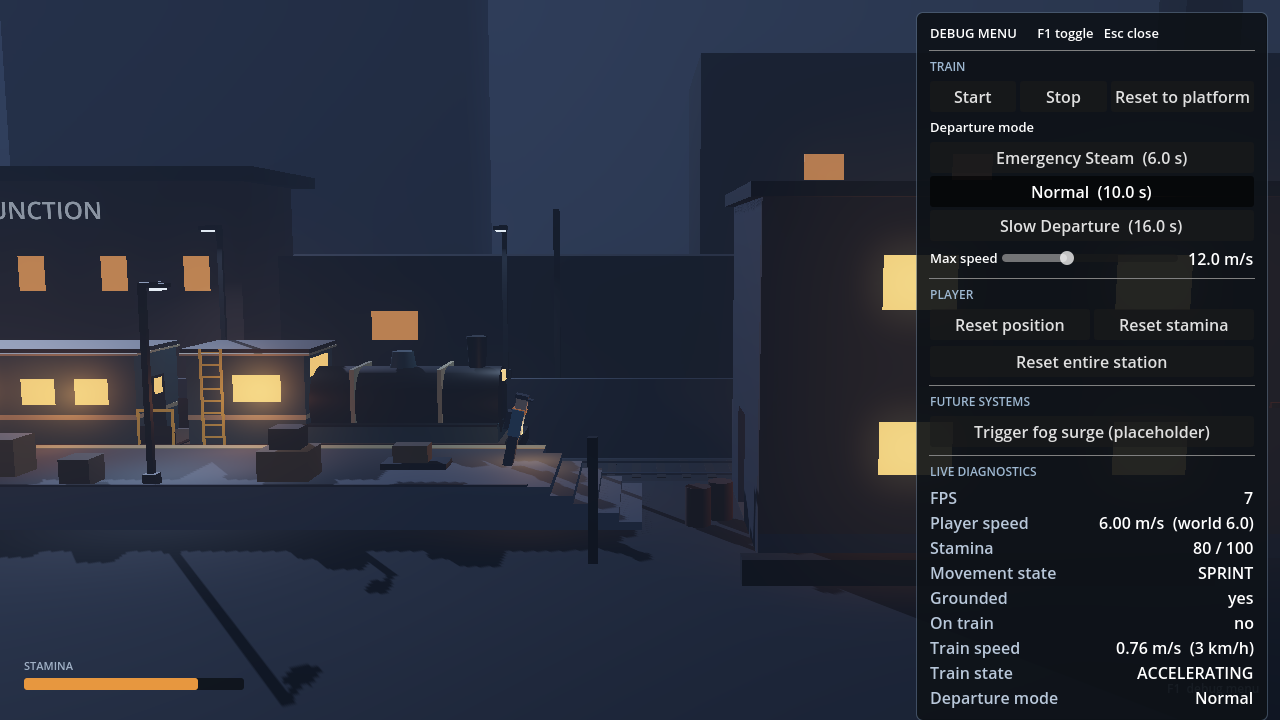 UNCTION
STAMINA
DEBUG MENU F1 toggle Esc close
TRAIN
Start Stop Reset to platform
Departure mode
Emergency Steam (6.0 s)
Normal (10.0 s)
Slow Departure (16.0 s)
Max speed 12.0 m/s
PLAYER
Reset position Reset stamina
Reset entire station
FUTURE SYSTEMS
Trigger fog surge (placeholder)
LIVE DIAGNOSTICS
FPS 7
Player speed 6.00 m/s (world 6.0)
Stamina 80 / 100
Movement state SPRINT
Grounded yes
On train no
Train speed 0.76 m/s (3 km/h)
Train state ACCELERATING
Departure mode Normal